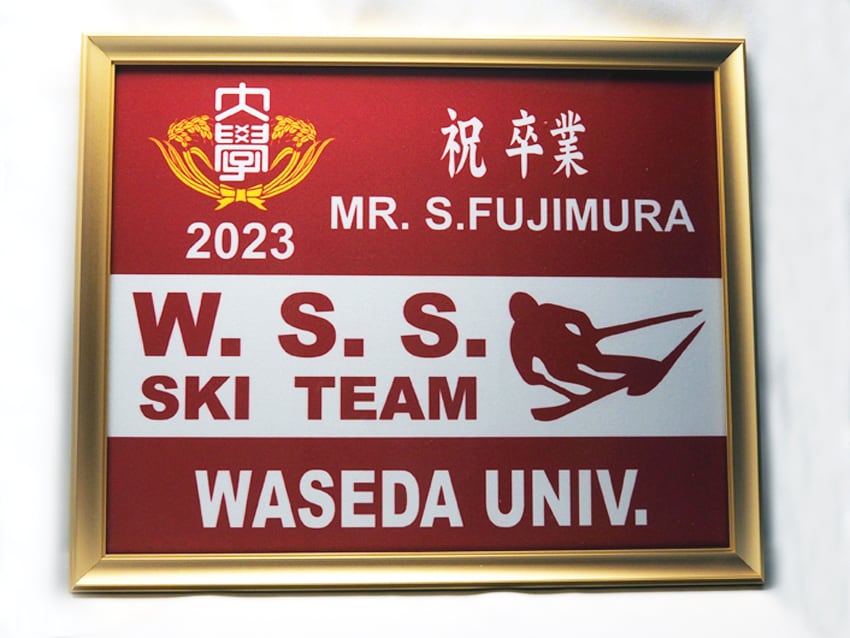 大學
祝卒業
2023
MR. S.FUJIMURA
W. S. S.
SKI TEAM
WASEDA UNIV.